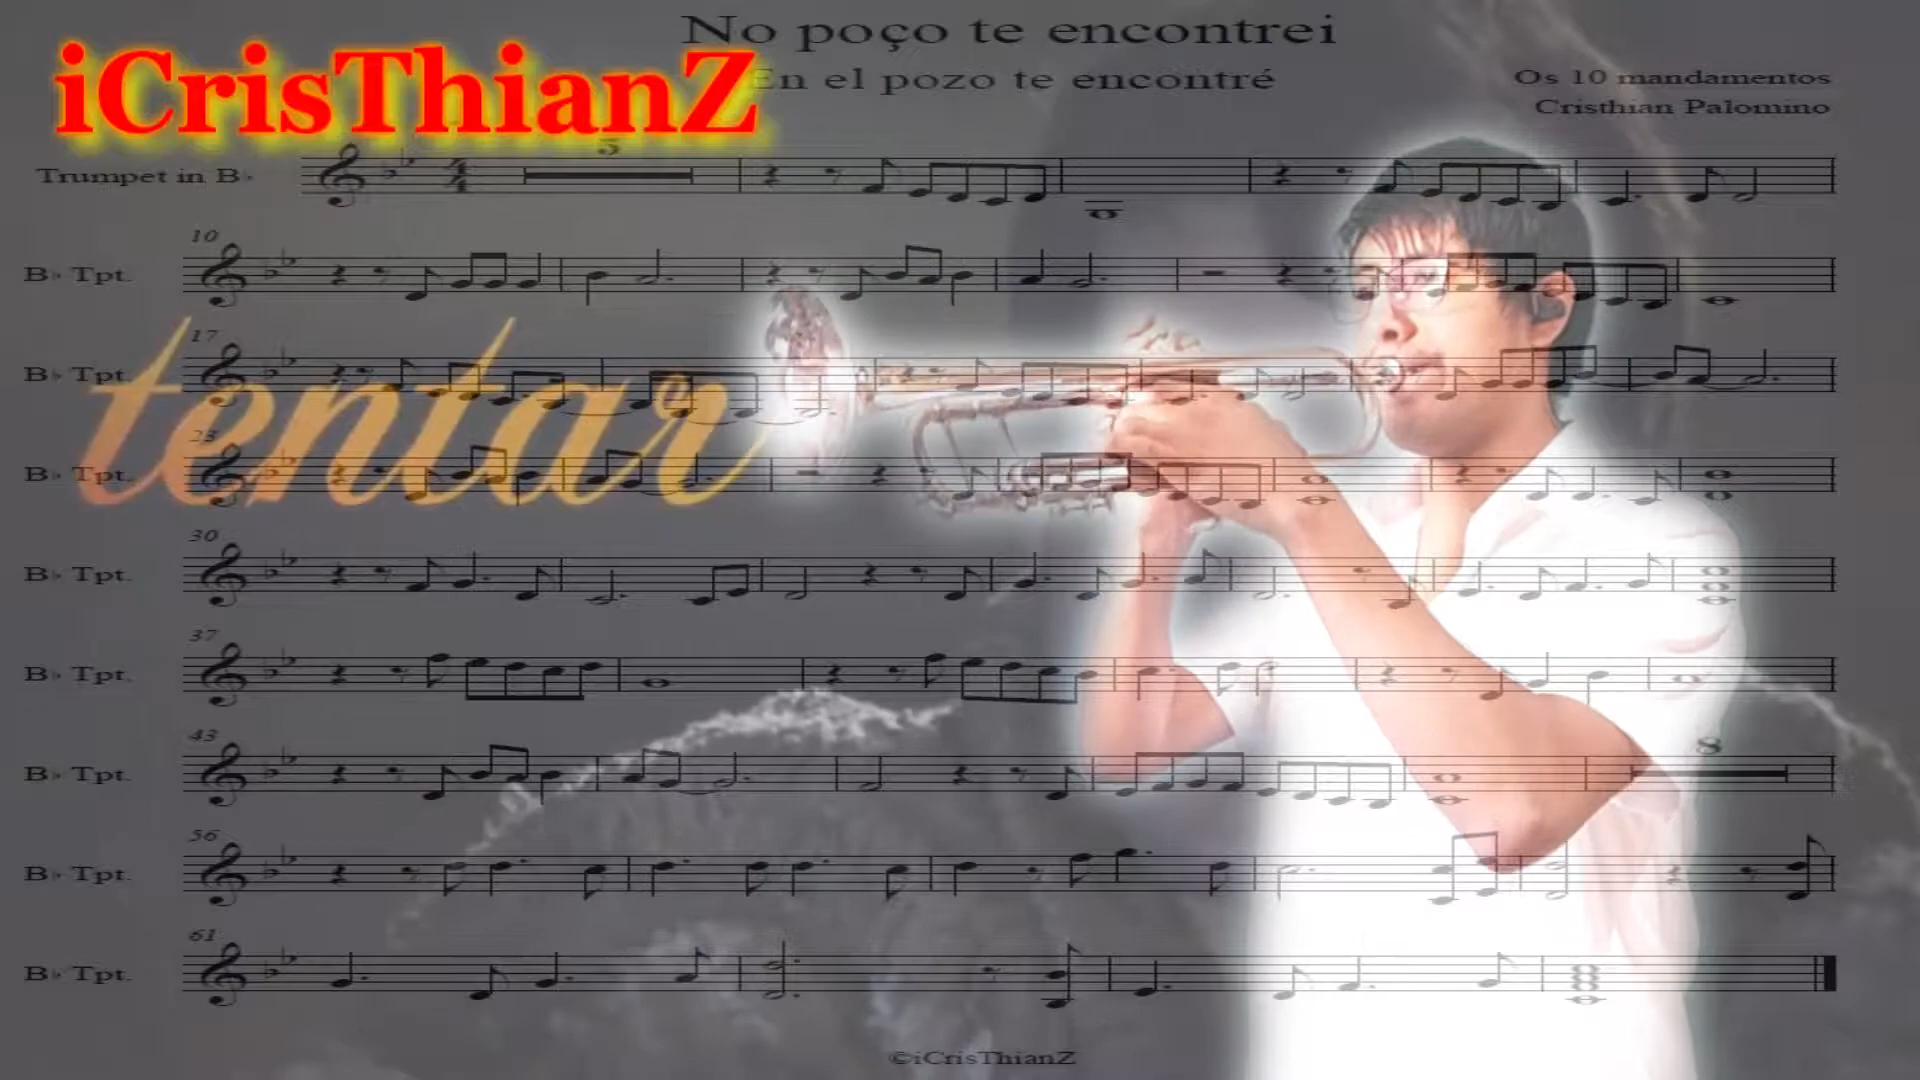 No poço te encontrei
iCrisThianZ
En el pozo te encontré
Os 10 mandamentos
Cristhian Palomino
Trumpet in B♭
10
B♭ Tpt.
17
B♭ Tpt.
tentar
23
B♭ Tpt.
30
B♭ Tpt.
37
B♭ Tpt.
43
B♭ Tpt.
8
56
B♭ Tpt.
61
B♭ Tpt.
©iCrisThianZ